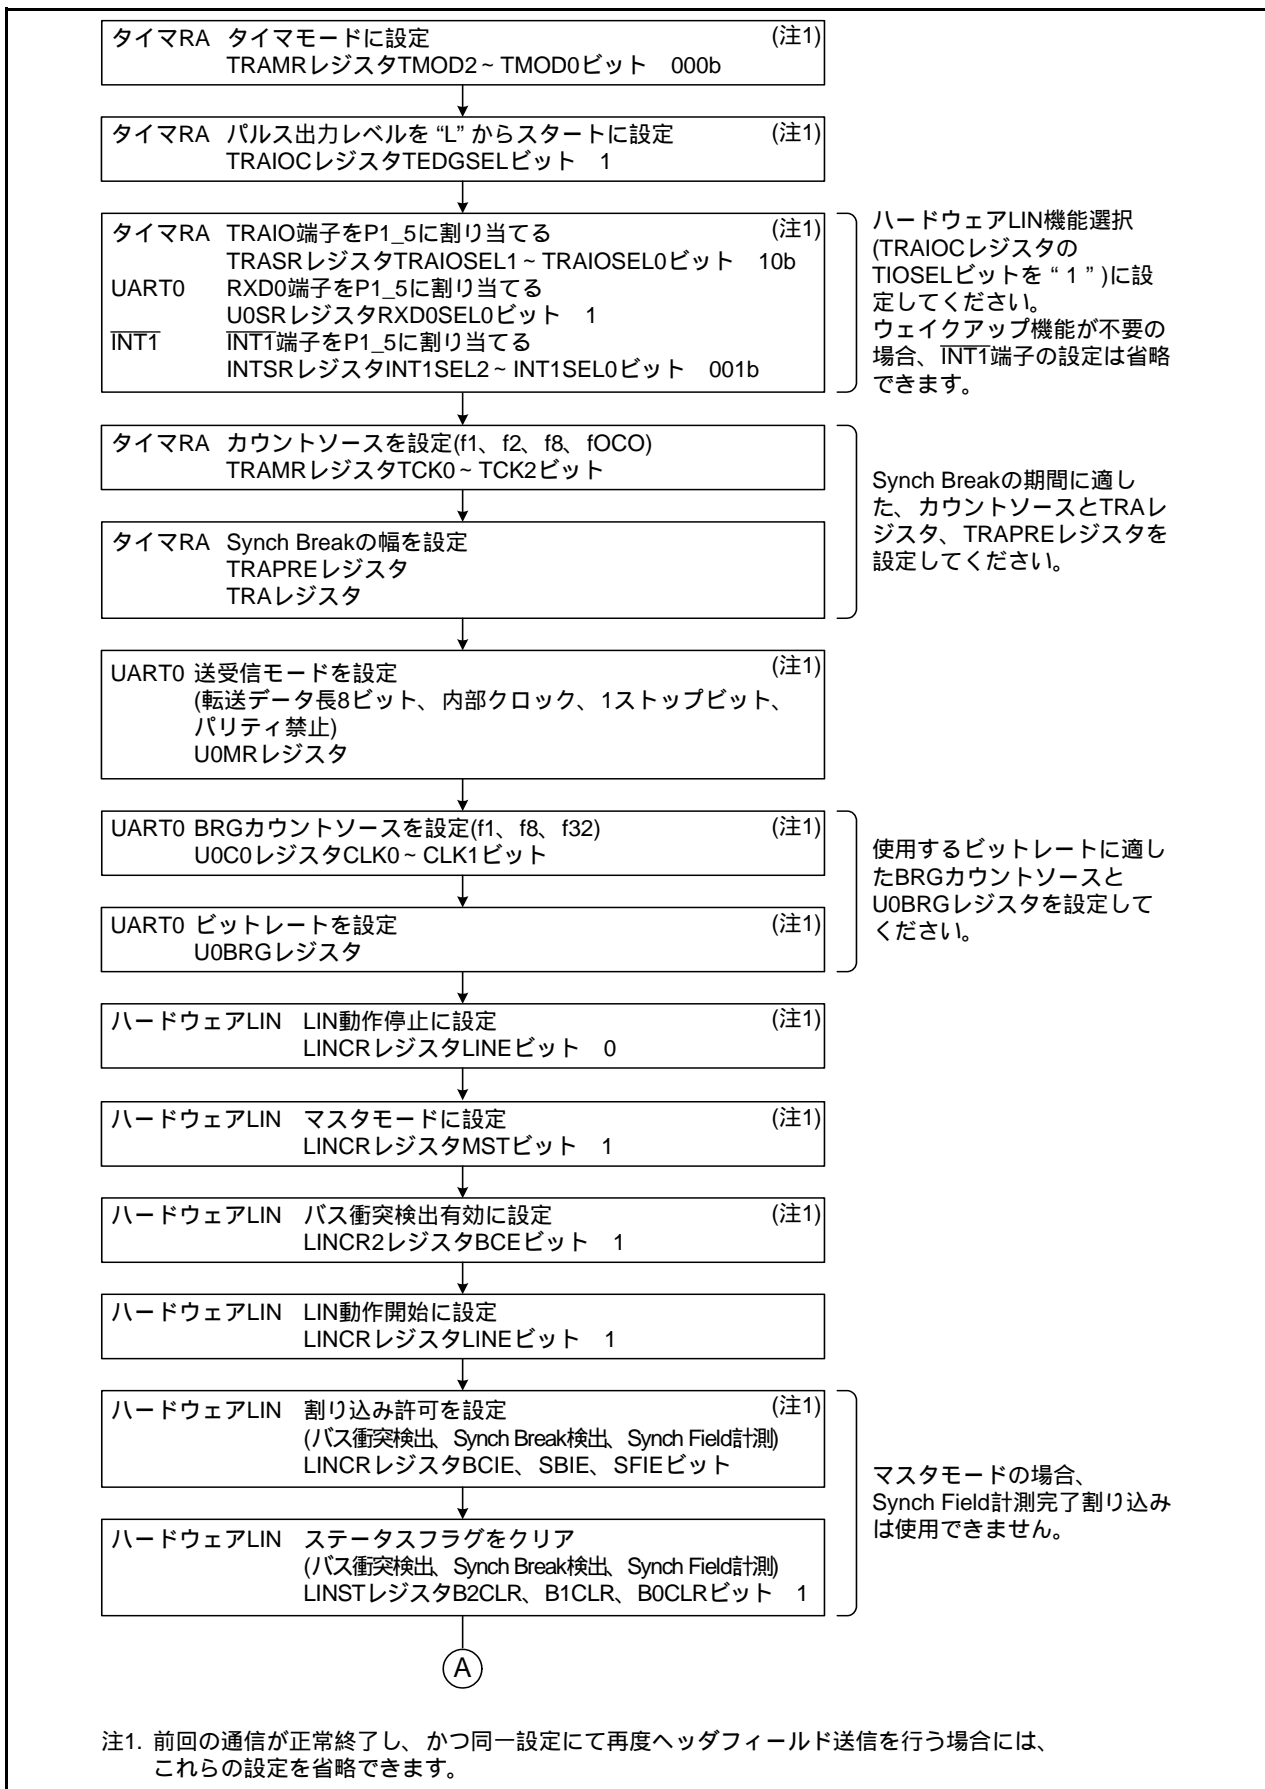 タイマRA タイマモードに設定 (注1)
TRAMRレジスタTMOD2~TMOD0ビット 000b
タイマRA パルス出力レベルを “L” からスタートに設定 (注1)
TRAIOCレジスタTEDGSELビット 1
タイマRA TRAIO端子をP1_5に割り当てる (注1)
TRASRレジスタTRAIOSEL1~TRAIOSEL0ビット 10b
UART0 RXD0端子をP1_5に割り当てる
U0SRレジスタRXD0SEL0ビット 1
INT1 INT1端子をP1_5に割り当てる
INTSRレジスタINT1SEL2~INT1SEL0ビット 001b
ハードウェアLIN機能選択
(TRAIOCレジスタの
TIOSELビットを “ 1 ” )に設
定してください。
ウェイクアップ機能が不要の
場合、INT1端子の設定は省略
できます。
タイマRA カウントソースを設定(f1、f2、f8、fOCO)
TRAMRレジスタTCK0~TCK2ビット
タイマRA Synch Breakの幅を設定
TRAPREレジスタ
TRAレジスタ
Synch Breakの期間に適し
た、カウントソースとTRAレ
ジスタ、TRAPREレジスタを
設定してください。
UART0 送受信モードを設定 (注1)
(転送データ長8ビット、内部クロック、1ストップビット、
パリティ禁止)
U0MRレジスタ
UART0 BRGカウントソースを設定(f1、f8、f32) (注1)
U0C0レジスタCLK0~CLK1ビット
UART0 ビットレートを設定 (注1)
U0BRGレジスタ
使用するビットレートに適し
たBRGカウントソースと
U0BRGレジスタを設定して
ください。
ハードウェアLIN LIN動作停止に設定 (注1)
LINCRレジスタLINEビット 0
ハードウェアLIN マスタモードに設定 (注1)
LINCRレジスタMSTビット 1
ハードウェアLIN バス衝突検出有効に設定 (注1)
LINCR2レジスタBCEビット 1
ハードウェアLIN LIN動作開始に設定
LINCRレジスタLINEビット 1
ハードウェアLIN 割り込み許可を設定 (注1)
(バス衝突検出、Synch Break検出、Synch Field計測)
LINCRレジスタBCIE、SBIE、SFIEビット
ハードウェアLIN ステータスフラグをクリア
(バス衝突検出、Synch Break検出、Synch Field計測)
LINSTレジスタB2CLR、B1CLR、B0CLRビット 1
マスタモードの場合、
Synch Field計測完了割り込み
は使用できません。
A
注1. 前回の通信が正常終了し、かつ同一設定にて再度ヘッダフィールド送信を行う場合には、
これらの設定を省略できます。